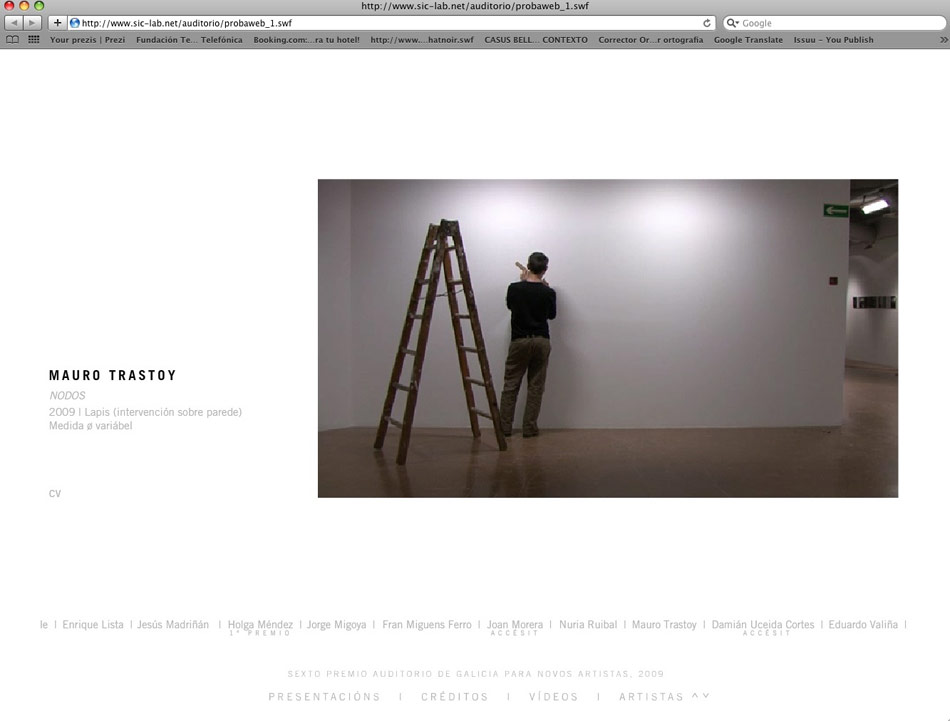 http://www.sic-lab.net/auditorio/probaweb_1.swf
http://www.sic-lab.net/auditorio/probaweb_1.swf
Google
Your prezis | Prezi Fundación Te... Telefónica Booking.com:...ra tu hotel! http://www....hatnoir.swf CASUS BELL... CONTEXTO Corrector Or...r ortografía Google Translate Issuu - You Publish
MAURO TRASTOY
NODOS
2009 | Lapis (intervención sobre parede)
Medida ø variábel
CV
le | Enrique Lista | Jesús Madriñán | Holga Méndez | Jorge Migoya | Fran Miguens Ferro | Joan Morera | Nuria Ruibal | Mauro Trastoy | Damián Uceida Cortes | Eduardo Valiña |
1º PREMIO ACCÉSIT ACCÉSIT
SEXTO PREMIO AUDITORIO DE GALICIA PARA NOVOS ARTISTAS, 2009
PRESENTACIÓNS | CRÉDITOS | VÍDEOS | ARTISTAS